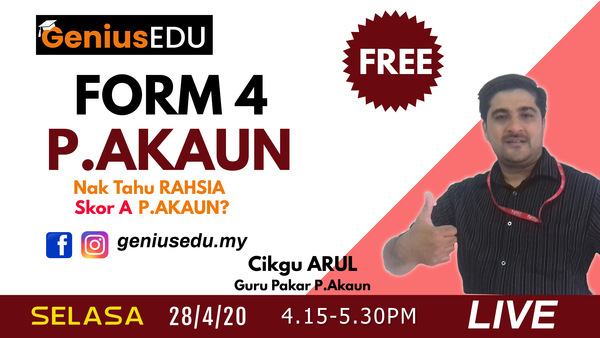 GeniusEDU
FREE
FORM 4
P.AKAUN
Nak Tahu RAHSIA
Skor A P.AKAUN?
geniusedu.my
Cikgu ARUL
Guru Pakar P.Akaun
SELASA 28/4/20 4.15-5.30PM LIVE